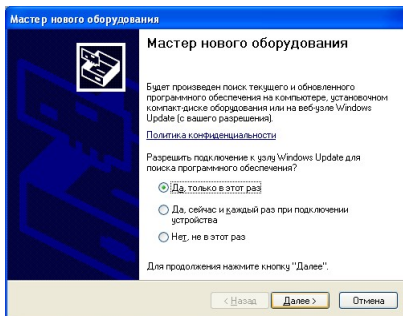 Мастер нового оборудования
Мастер нового оборудования
Будет произведен поиск текущего и обновленного
программного обеспечения на компьютере, установочном
компакт-диске оборудования или на веб-узле Windows
Update (с вашего разрешения).
Политика конфиденциальности
Разрешить подключение к узлу Windows Update для
поиска программного обеспечения?
Да, только в этот раз
Да, сейчас и каждый раз при подключении
устройства
Нет, не в этот раз
Для продолжения нажмите кнопку "Далее".
< Назад
Далее >
Отмена